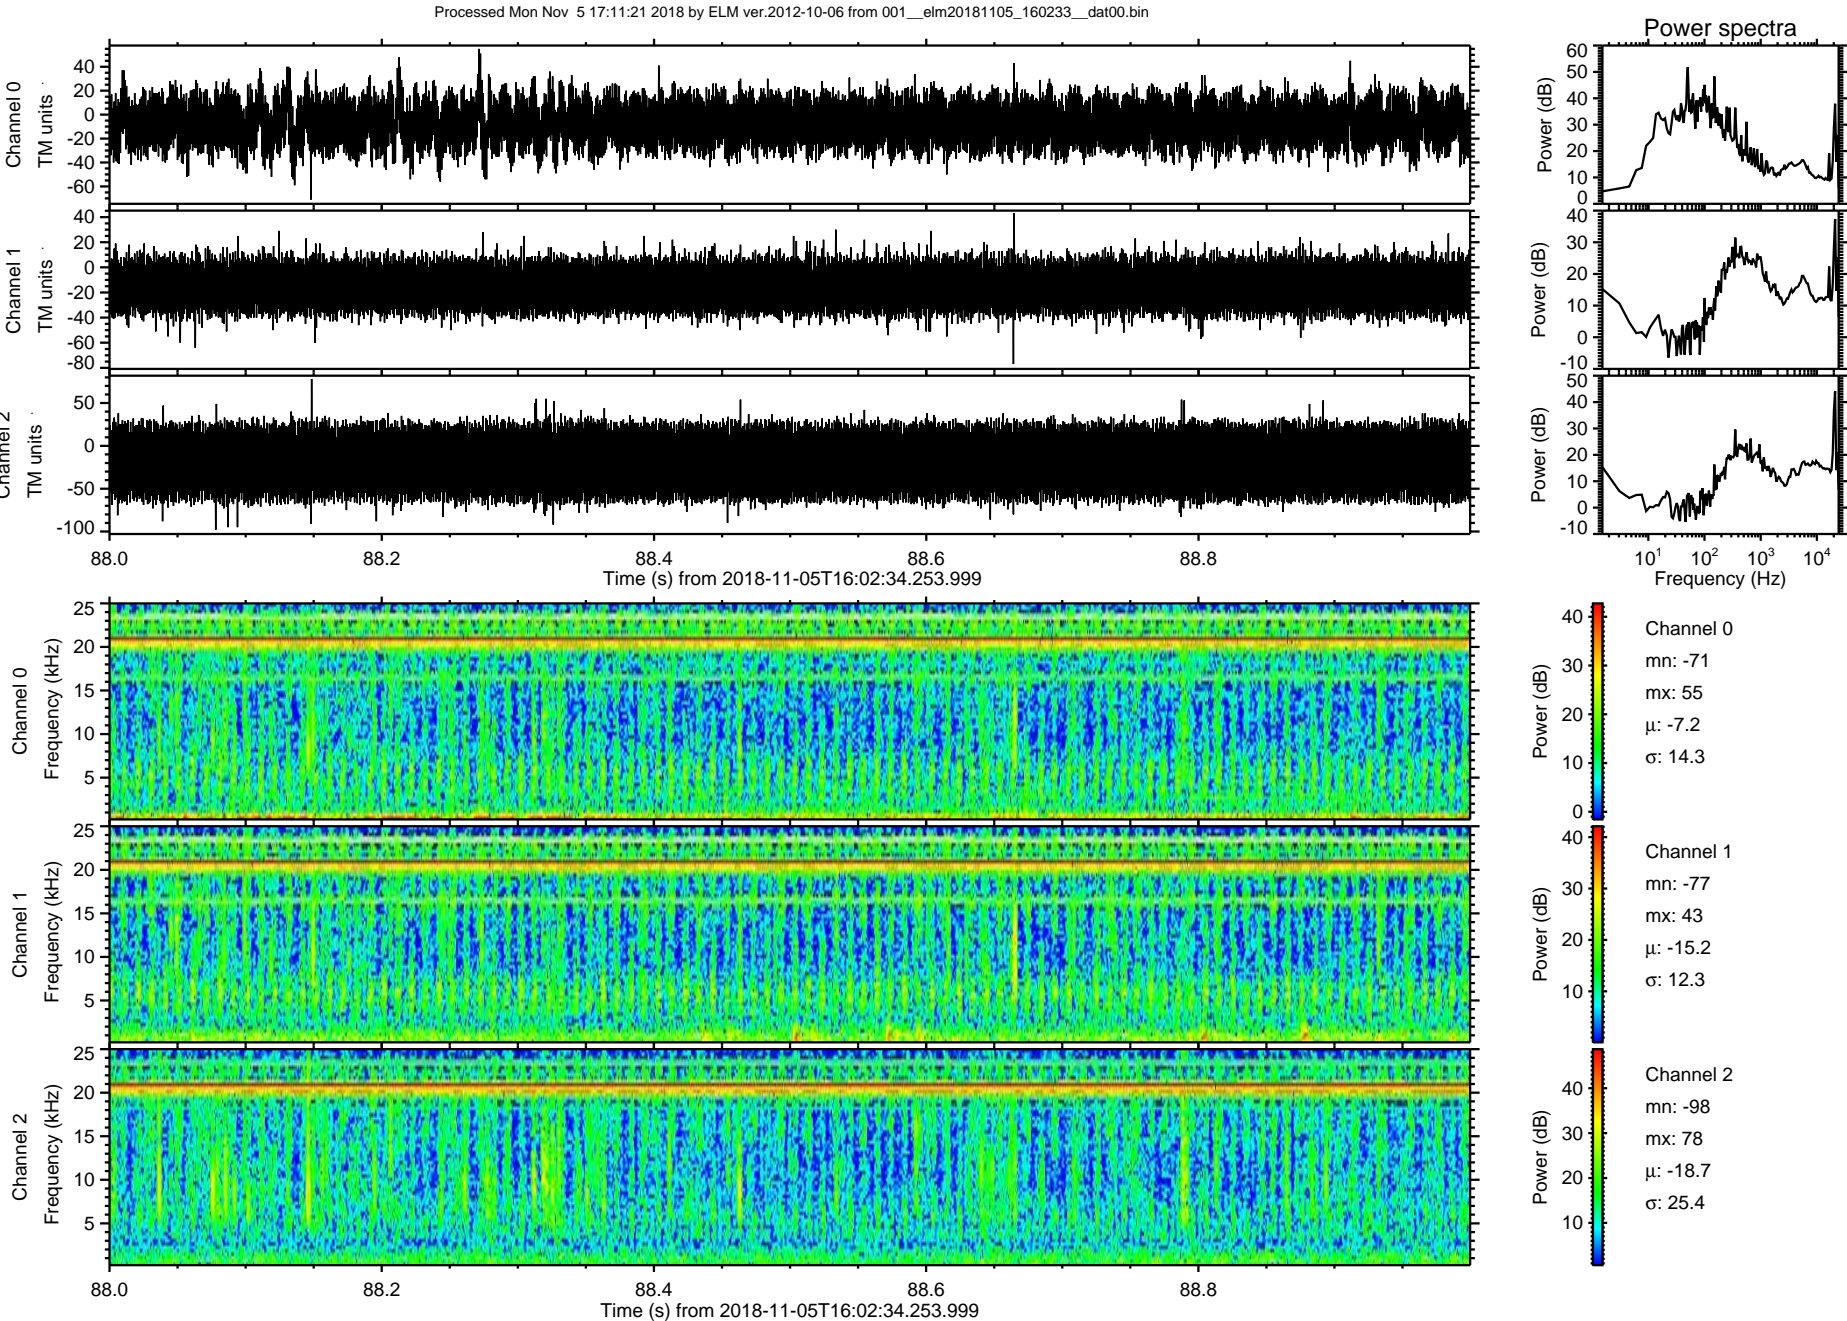 Processed Mon Nov  5 17:11:21 2018 by ELM ver.2012-10-06 from 001__elm20181105_160233__dat00.bin
Power spectra
Channel 0
TM units
40
20
0
-20
-40
-60
Power (dB)
60
50
40
30
20
10
0
Channel 1
TM units
40
20
0
-20
-40
-60
-80
Power (dB)
40
30
20
10
0
-10
Channel 2
TM units
50
0
-50
-100
Power (dB)
50
40
30
20
10
0
-10
88.0 88.2 88.4 88.6 88.8
Time (s) from 2018-11-05T16:02:34.253.999
10¹ 10² 10³ 10⁴
Frequency (Hz)
Channel 0
Frequency (kHz)
25
20
15
10
5
Power (dB)
40
30
20
10
0
Channel 0
mn: -71
mx: 55
μ: -7.2
σ: 14.3
Channel 1
Frequency (kHz)
25
20
15
10
5
Power (dB)
40
30
20
10
Channel 1
mn: -77
mx: 43
μ: -15.2
σ: 12.3
Channel 2
Frequency (kHz)
25
20
15
10
5
Power (dB)
40
30
20
10
Channel 2
mn: -98
mx: 78
μ: -18.7
σ: 25.4
88.0 88.2 88.4 88.6 88.8
Time (s) from 2018-11-05T16:02:34.253.999